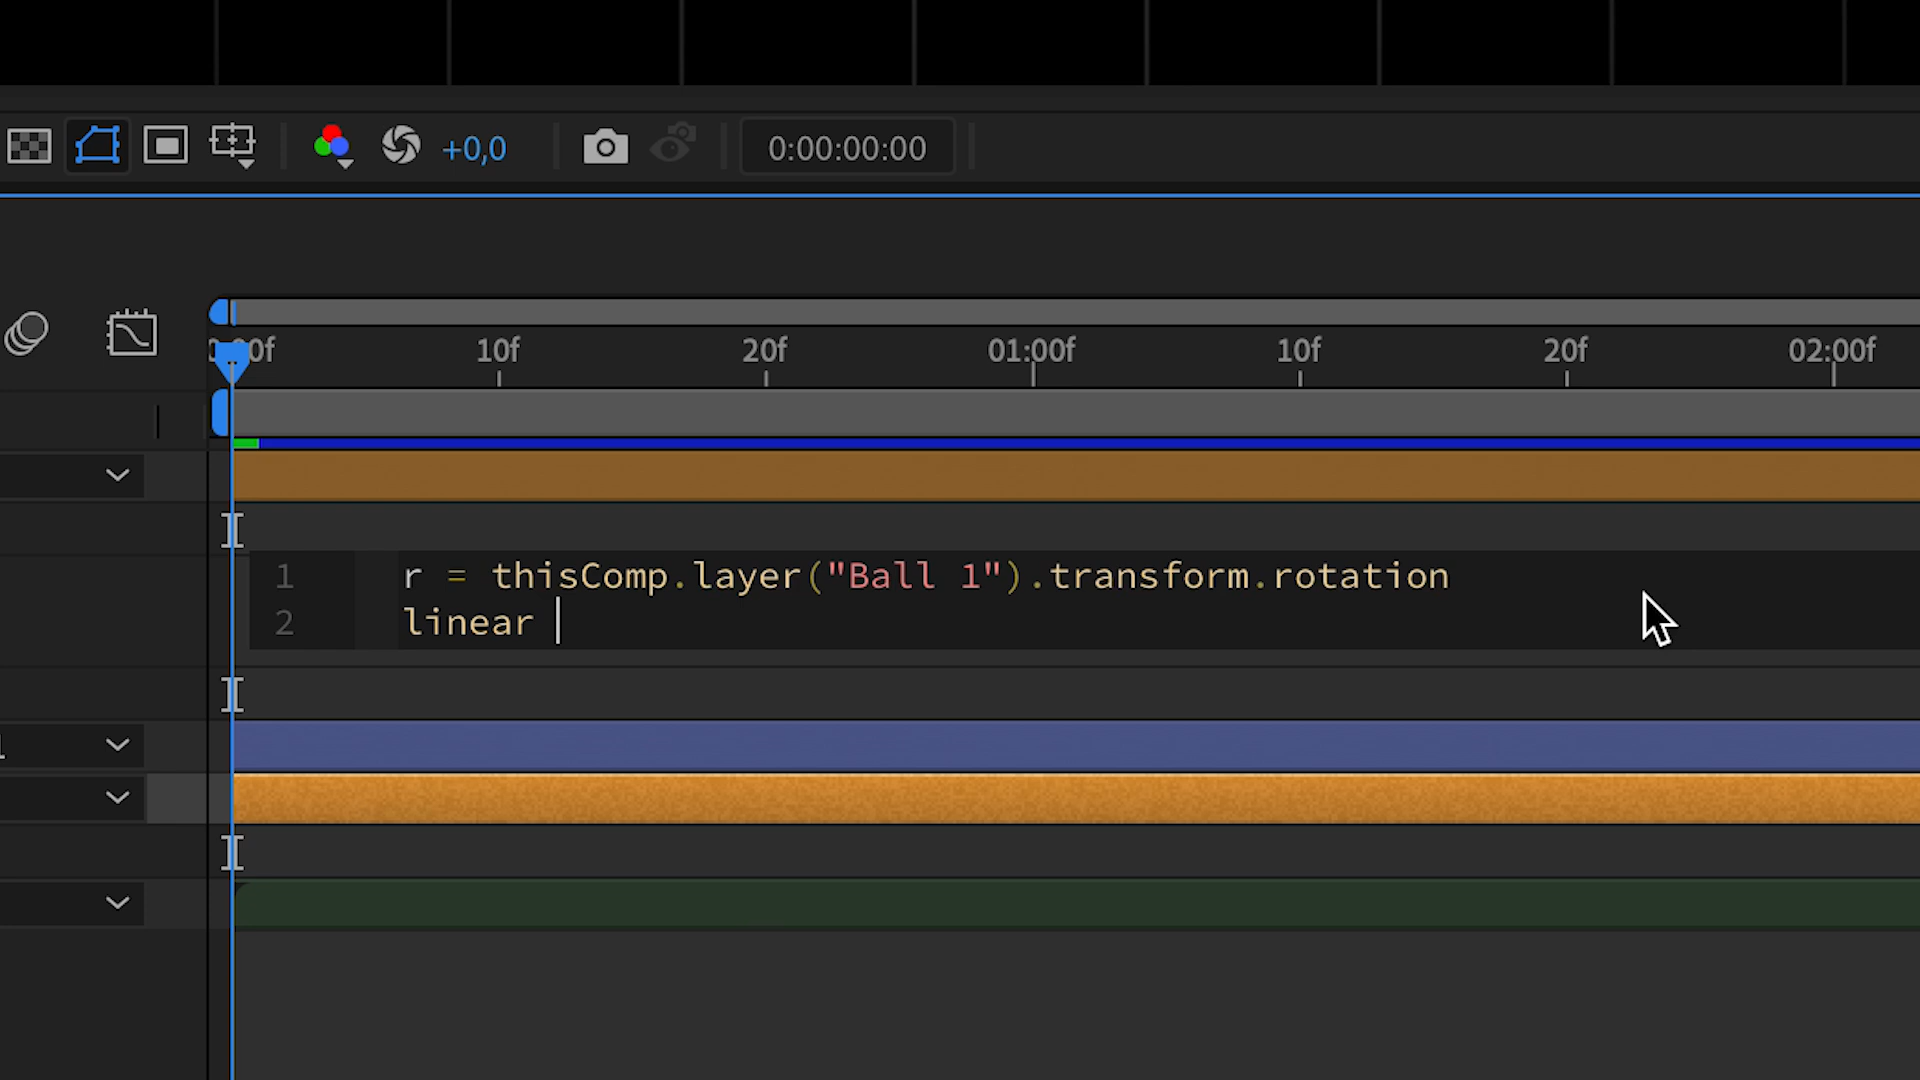 +0,0
0:00:00:00
10f
20f
01:00f
10f
20f
02:00f
1 r = thisComp.layer("Ball 1").transform.rotation
2 linear